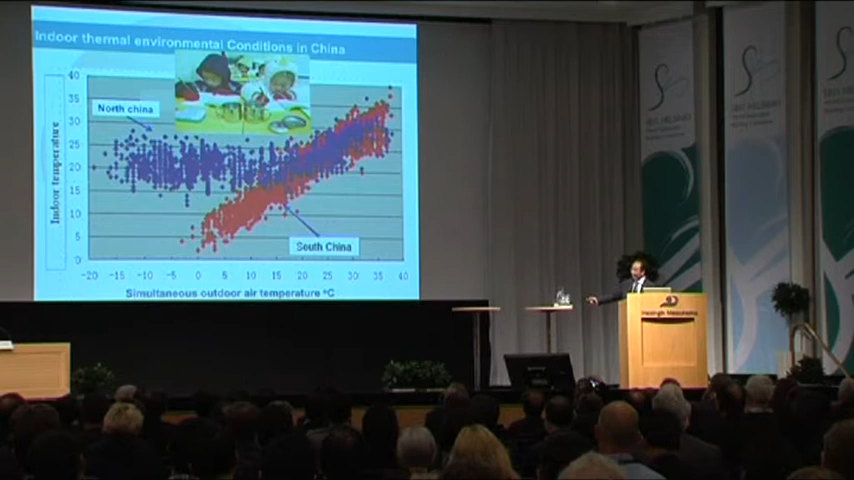 Indoor thermal environmental Conditions in China
40
35
30
25
20
15
10
5
0
Indoor temperature
North china
South China
-20 -15 -10 -5 0 5 10 15 20 25 30 35 40
Simultaneous outdoor air temperature °C